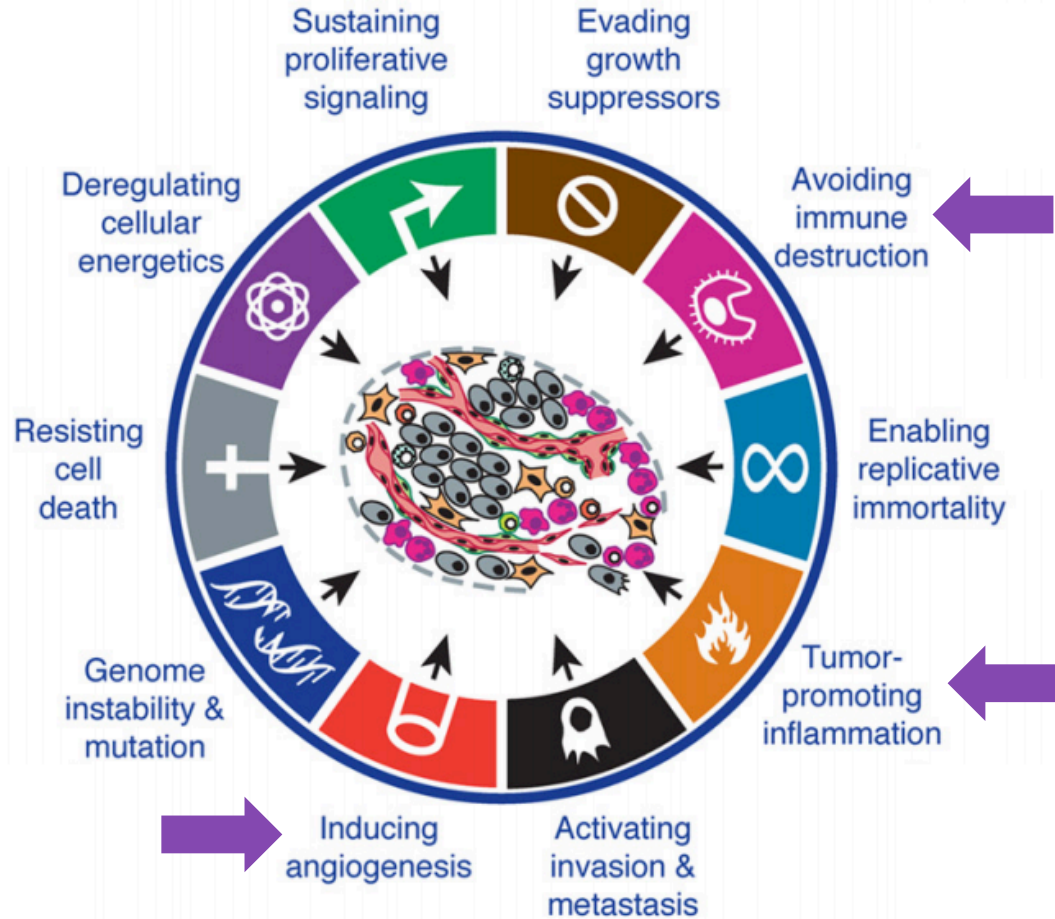 Sustaining
proliferative
signaling
Evading
growth
suppressors
Avoiding
immune
destruction
Enabling
replicative
immortality
Tumor-
promoting
inflammation
Activating
invasion &
metastasis
Inducing
angiogenesis
Genome
instability &
mutation
Resisting
cell
death
Deregulating
cellular
energetics